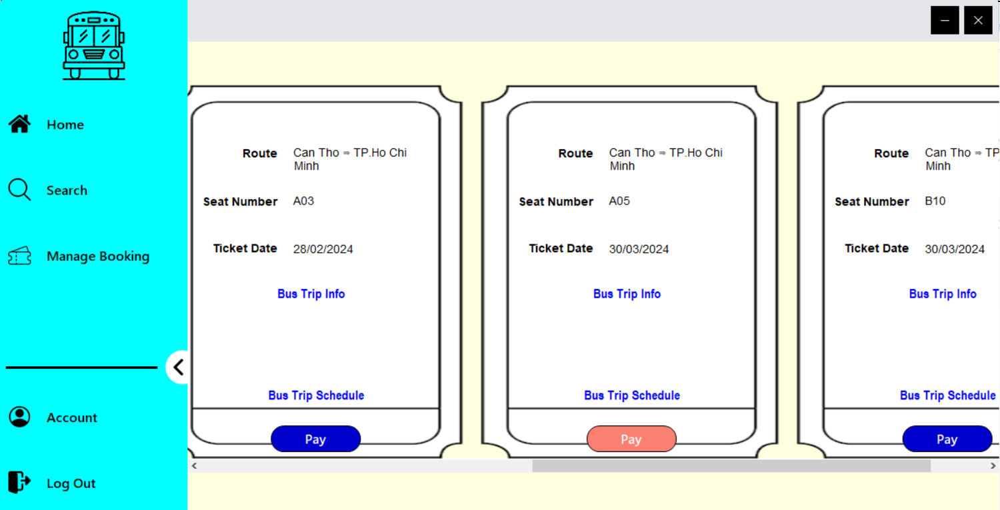 Home
Search
Manage Booking
Account
Log Out
Route Can Tho ⇒ TP.Ho Chi
Minh
Seat Number A03
Ticket Date 28/02/2024
Bus Trip Info
Bus Trip Schedule
Pay
Route Can Tho ⇒ TP.Ho Chi
Minh
Seat Number A05
Ticket Date 30/03/2024
Bus Trip Info
Bus Trip Schedule
Pay
Route Can Tho ⇒ TP
Minh
Seat Number B10
Ticket Date 30/03/2024
Bus Trip Info
Bus Trip Schedule
Pay